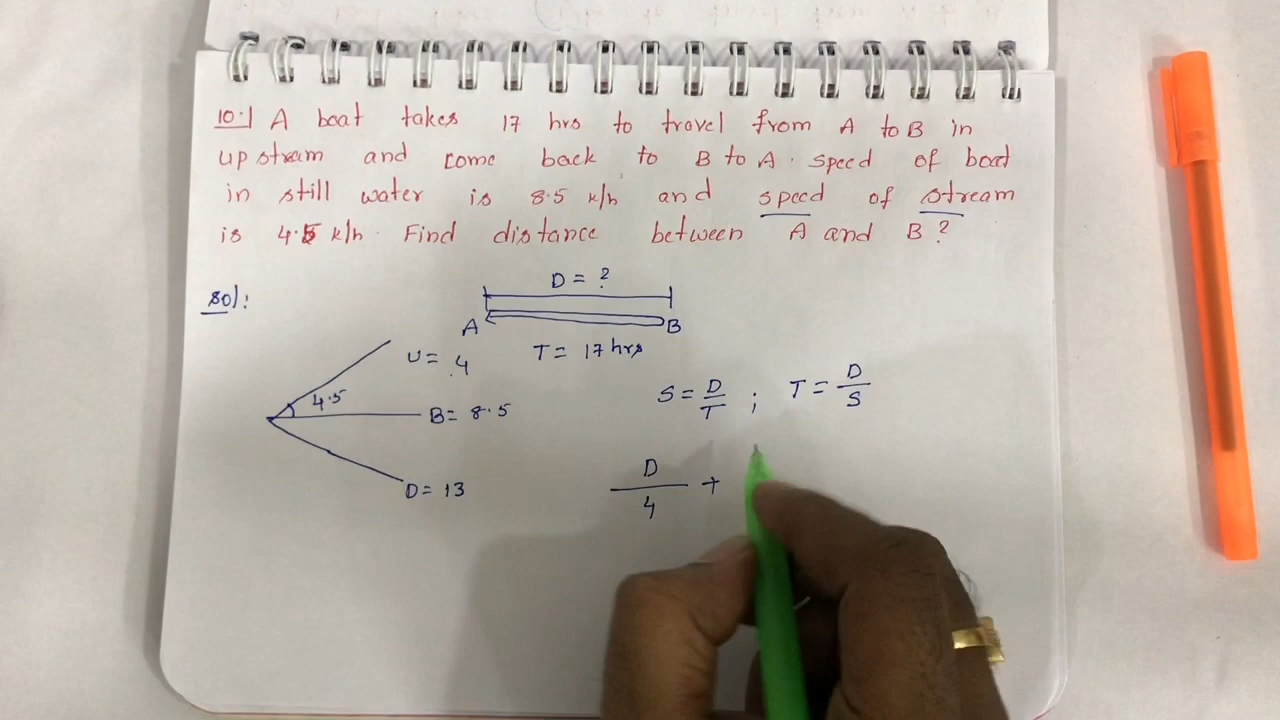 10.) A boat takes 17 hrs to travel from A to B in
up stream and come back to B to A. Speed of boat
in still water is 8.5 k/h and speed of stream
is 4.5 k/h. Find distance between A and B?
Sol:
D = ?
A B
T = 17 hrs
U = 4
4.5
B = 8.5
D = 13
S = D/T ; T = D/S
D/4 +